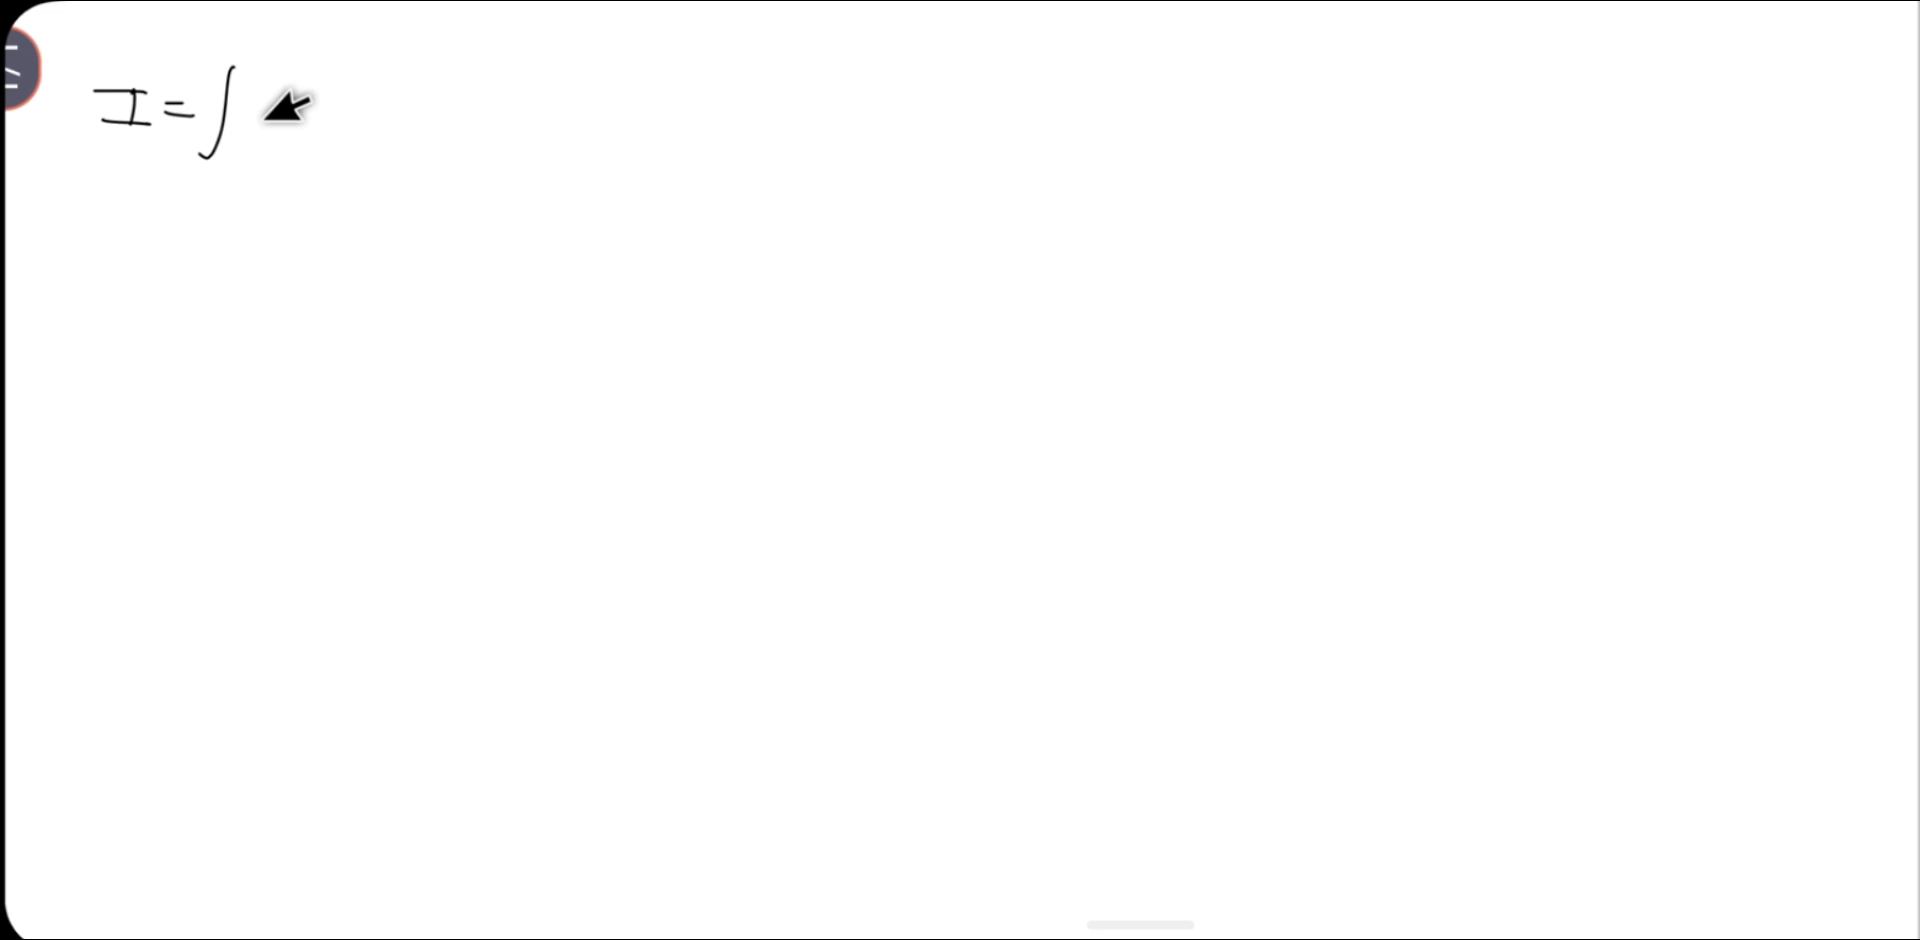 I = ∫